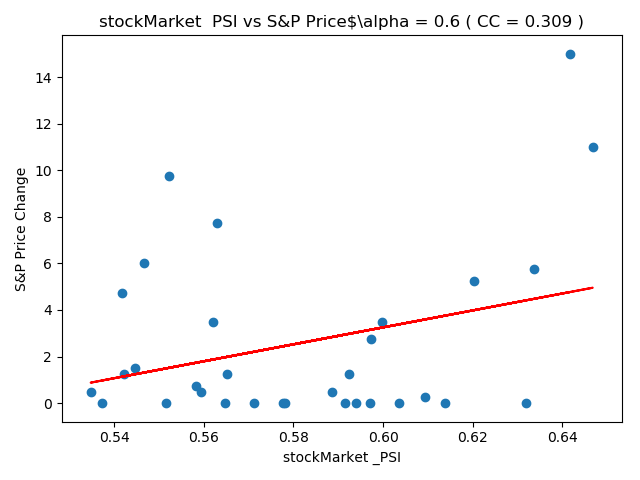 stockMarket  PSI vs S&P Price$\alpha = 0.6 ( CC = 0.309 )
14
12
10
8
6
4
2
0
S&P Price Change
0.54 0.56 0.58 0.60 0.62 0.64
stockMarket _PSI